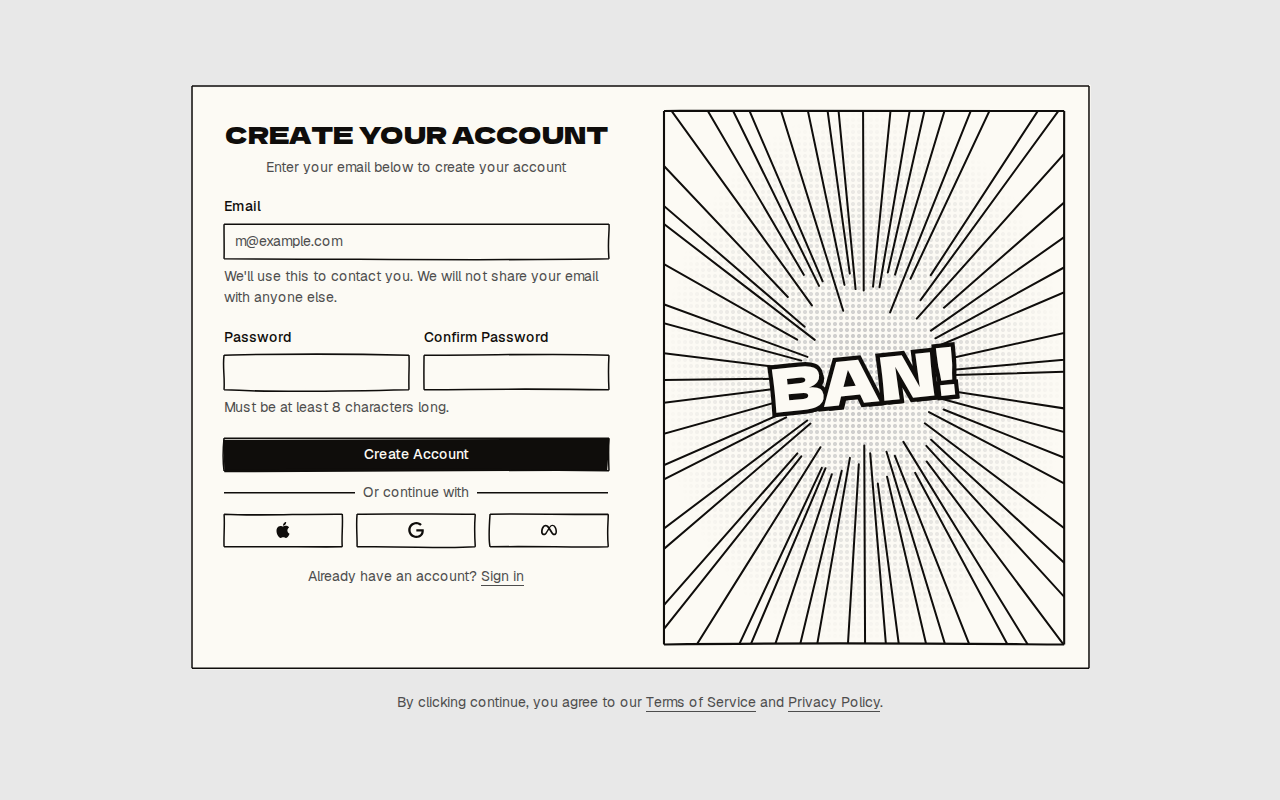 CREATE YOUR ACCOUNT
Enter your email below to create your account
Email
m@example.com
We'll use this to contact you. We will not share your email
with anyone else.
Password
Confirm Password
Must be at least 8 characters long.
Create Account
Or continue with
Already have an account? Sign in
BAN!
By clicking continue, you agree to our Terms of Service and Privacy Policy.